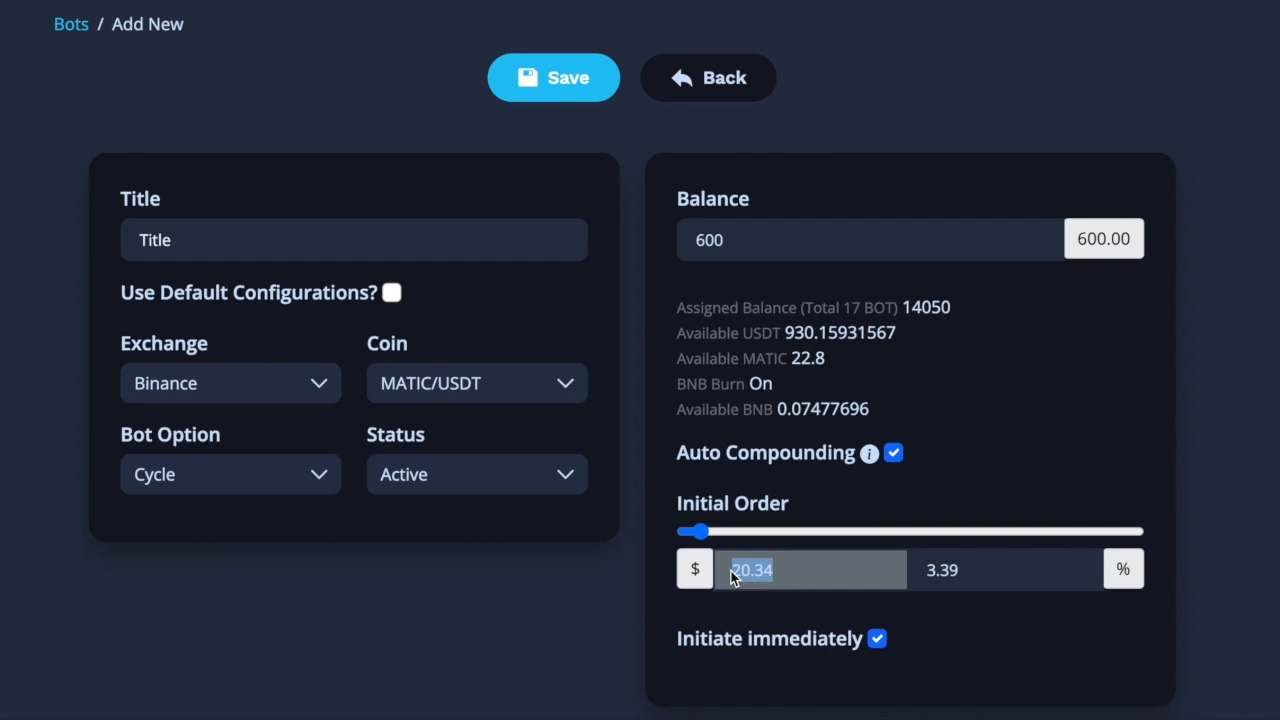 Bots / Add New
Save
Back
Title
Title
Use Default Configurations?
Exchange
Coin
Binance
MATIC/USDT
Bot Option
Status
Cycle
Active
Balance
600
600.00
Assigned Balance (Total 17 BOT) 14050
Available USDT 930.15931567
Available MATIC 22.8
BNB Burn On
Available BNB 0.07477696
Auto Compounding i
Initial Order
$ 20.34 3.39 %
Initiate immediately